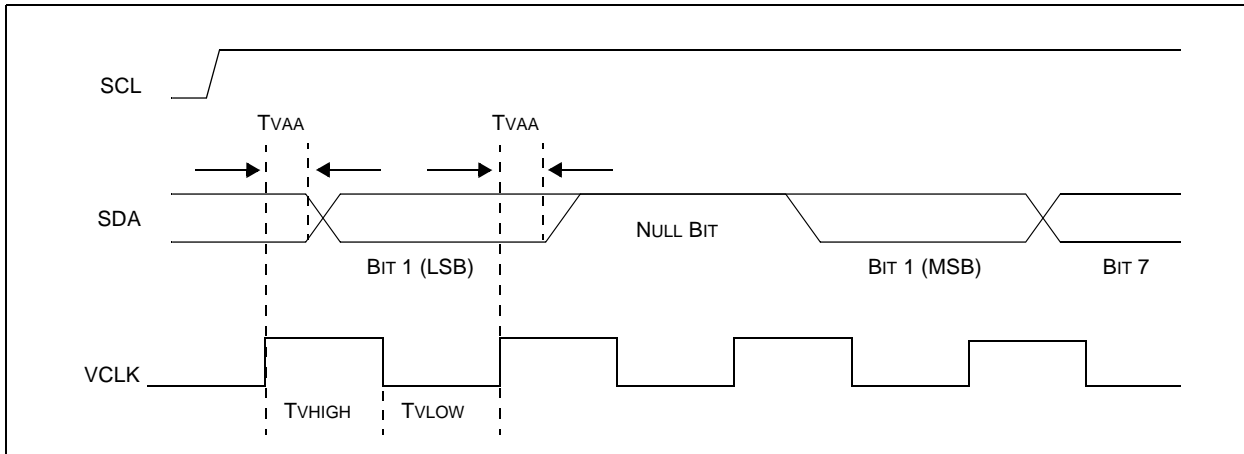 SCL
TVAA TVAA
SDA
NULL BIT
BIT 1 (LSB) BIT 1 (MSB) BIT 7
VCLK
TVHIGH TVLOW